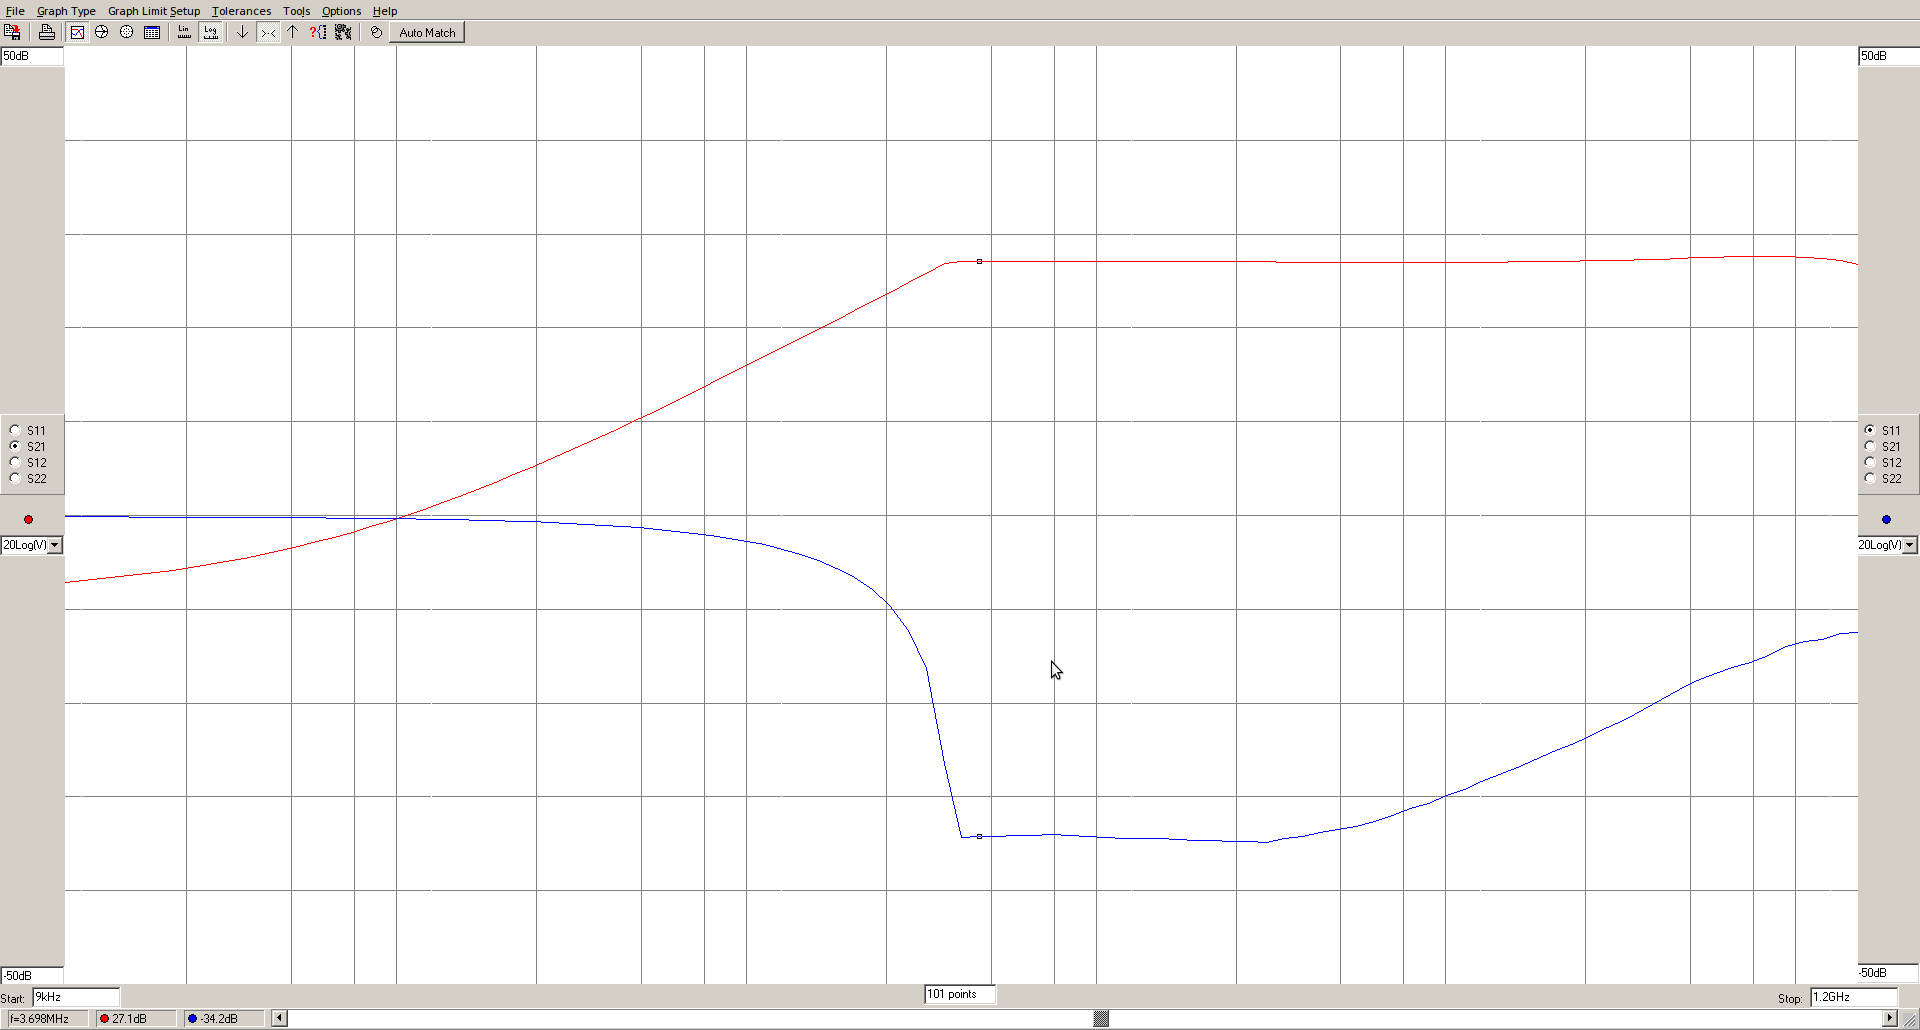 File Graph Type Graph Limit Setup Tolerances Tools Options Help
Lin Log Auto Match
50dB 50dB
S11 S11
S21 S21
S12 S12
S22 S22
20Log(V) 20Log(V)
-50dB -50dB
Start: 9kHz 101 points Stop: 1.2GHz
f=3.698MHz 27.1dB -34.2dB